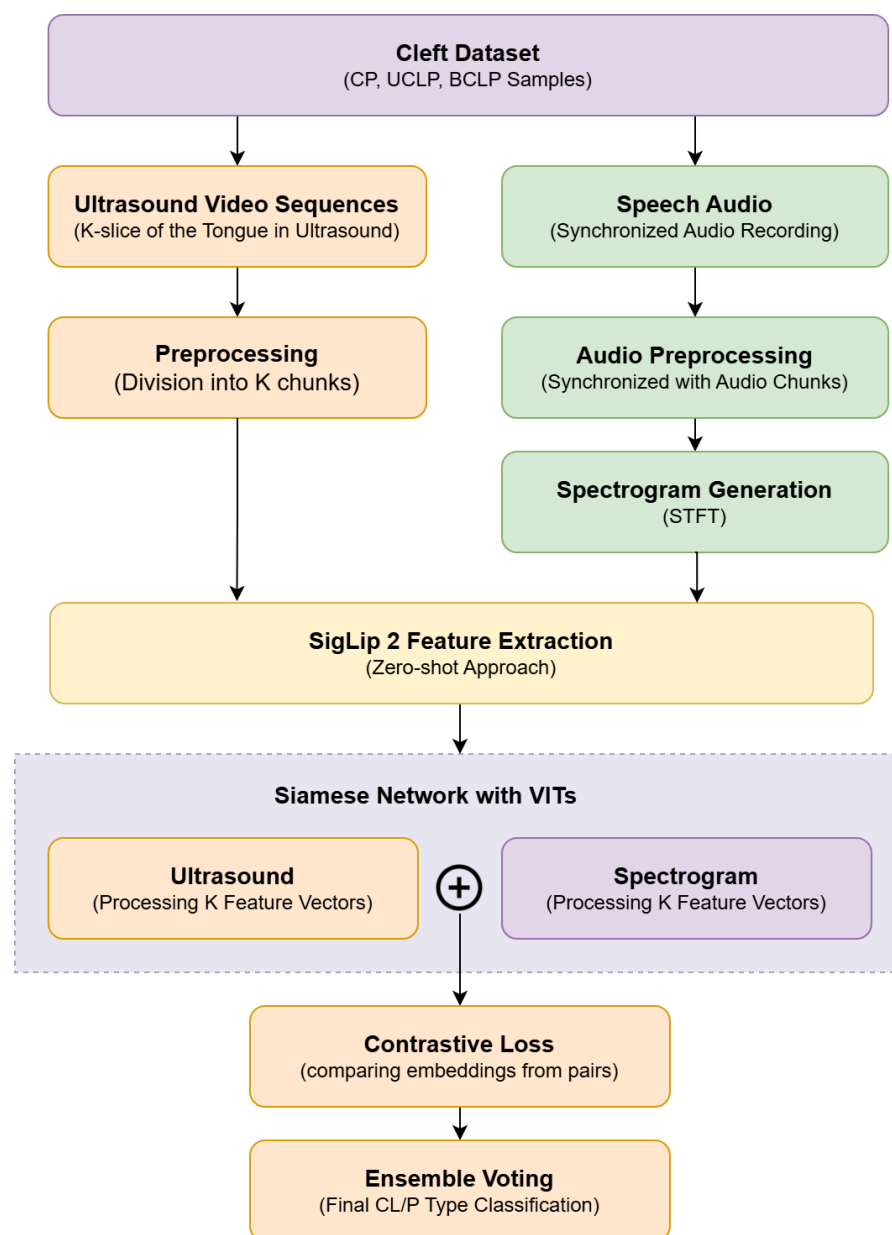 Cleft Dataset
(CP, UCLP, BCLP Samples)
Ultrasound Video Sequences
(K-slice of the Tongue in Ultrasound)
Speech Audio
(Synchronized Audio Recording)
Preprocessing
(Division into K chunks)
Audio Preprocessing
(Synchronized with Audio Chunks)
Spectrogram Generation
(STFT)
SigLip 2 Feature Extraction
(Zero-shot Approach)
Siamese Network with VITs
Ultrasound
(Processing K Feature Vectors)
Spectrogram
(Processing K Feature Vectors)
Contrastive Loss
(comparing embeddings from pairs)
Ensemble Voting
(Final CL/P Type Classification)